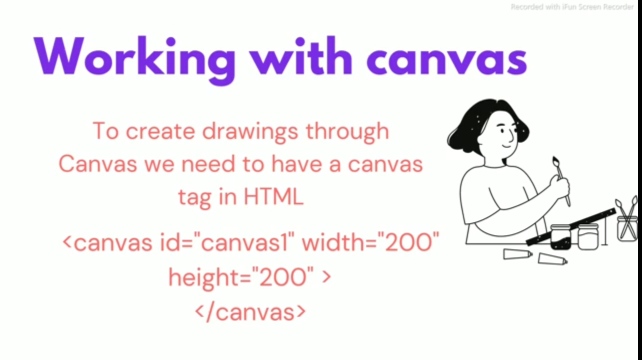 Recorded with iFun Screen Recorder
Working with canvas
To create drawings through
Canvas we need to have a canvas
tag in HTML
<canvas id="canvas1" width="200"
height="200" >
</canvas>